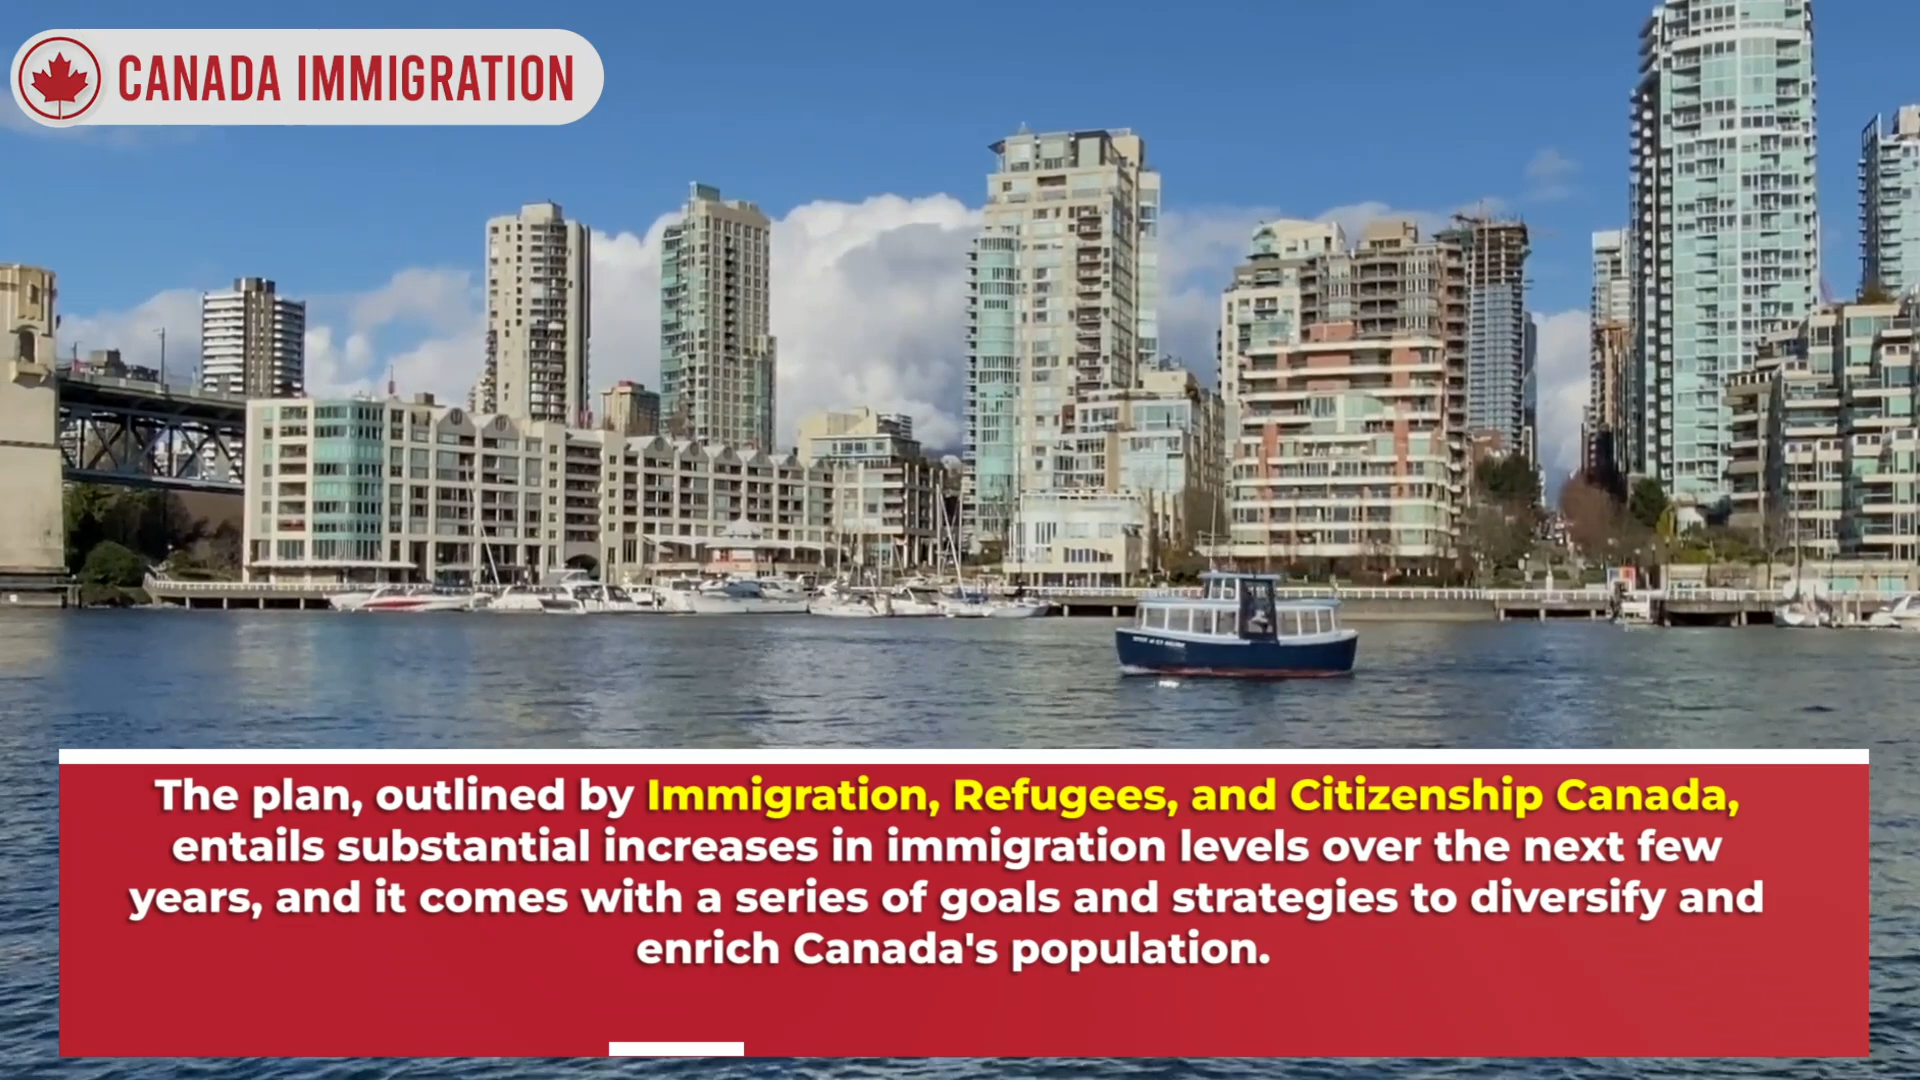 CANADA IMMIGRATION
The plan, outlined by Immigration, Refugees, and Citizenship Canada,
entails substantial increases in immigration levels over the next few
years, and it comes with a series of goals and strategies to diversify and
enrich Canada's population.